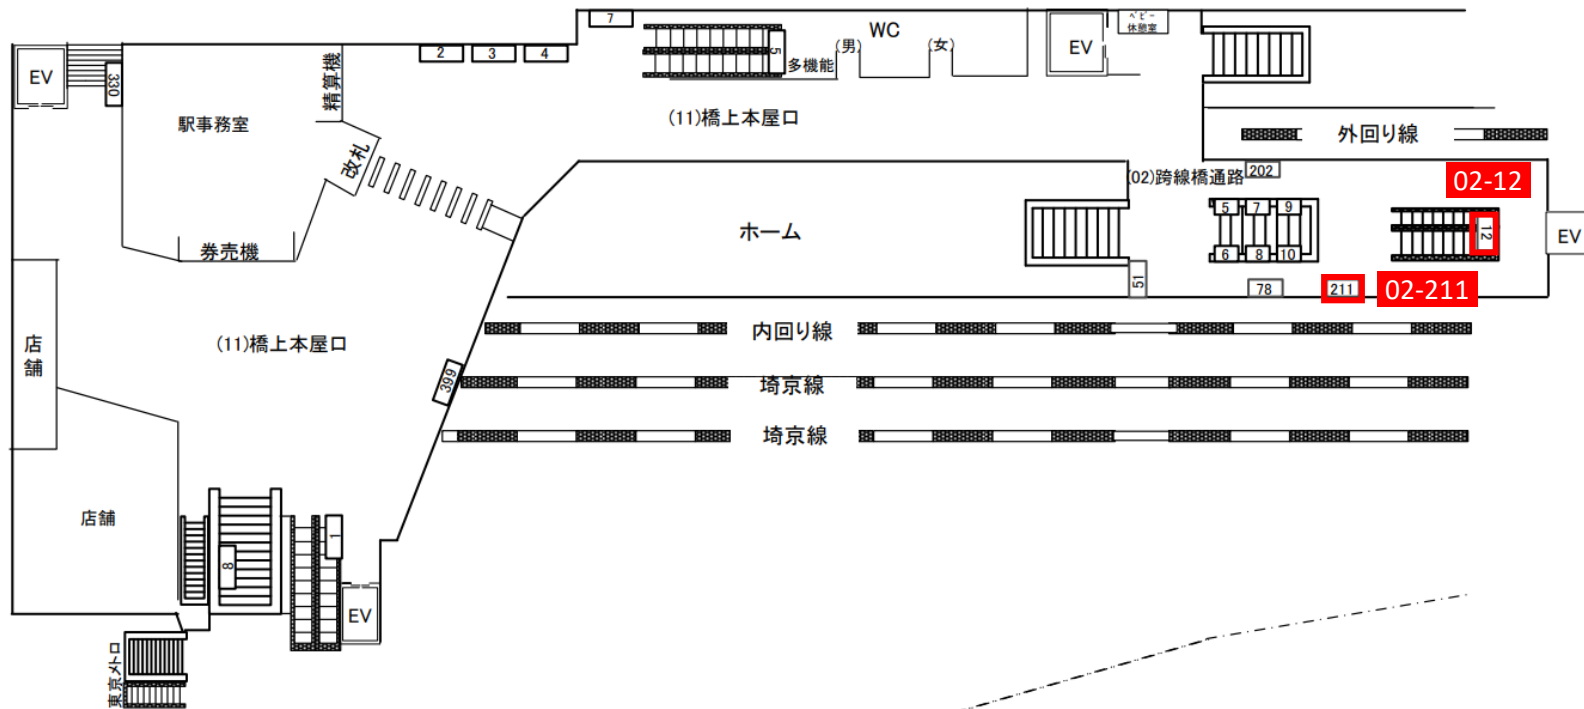 7
WC
ベビー
休憩室
EV
EV
330
精算機
2
3
4
5
多機能
(男)
(女)
駅事務室
(11)橋上本屋口
外回り線
改札
(02)跨線橋通路
202
02-12
券売機
ホーム
5
7
9
6
8
10
12
EV
51
78
211
02-211
店
舗
(11)橋上本屋口
内回り線
399
埼京線
埼京線
店舗
8
1
EV
東京メトロ